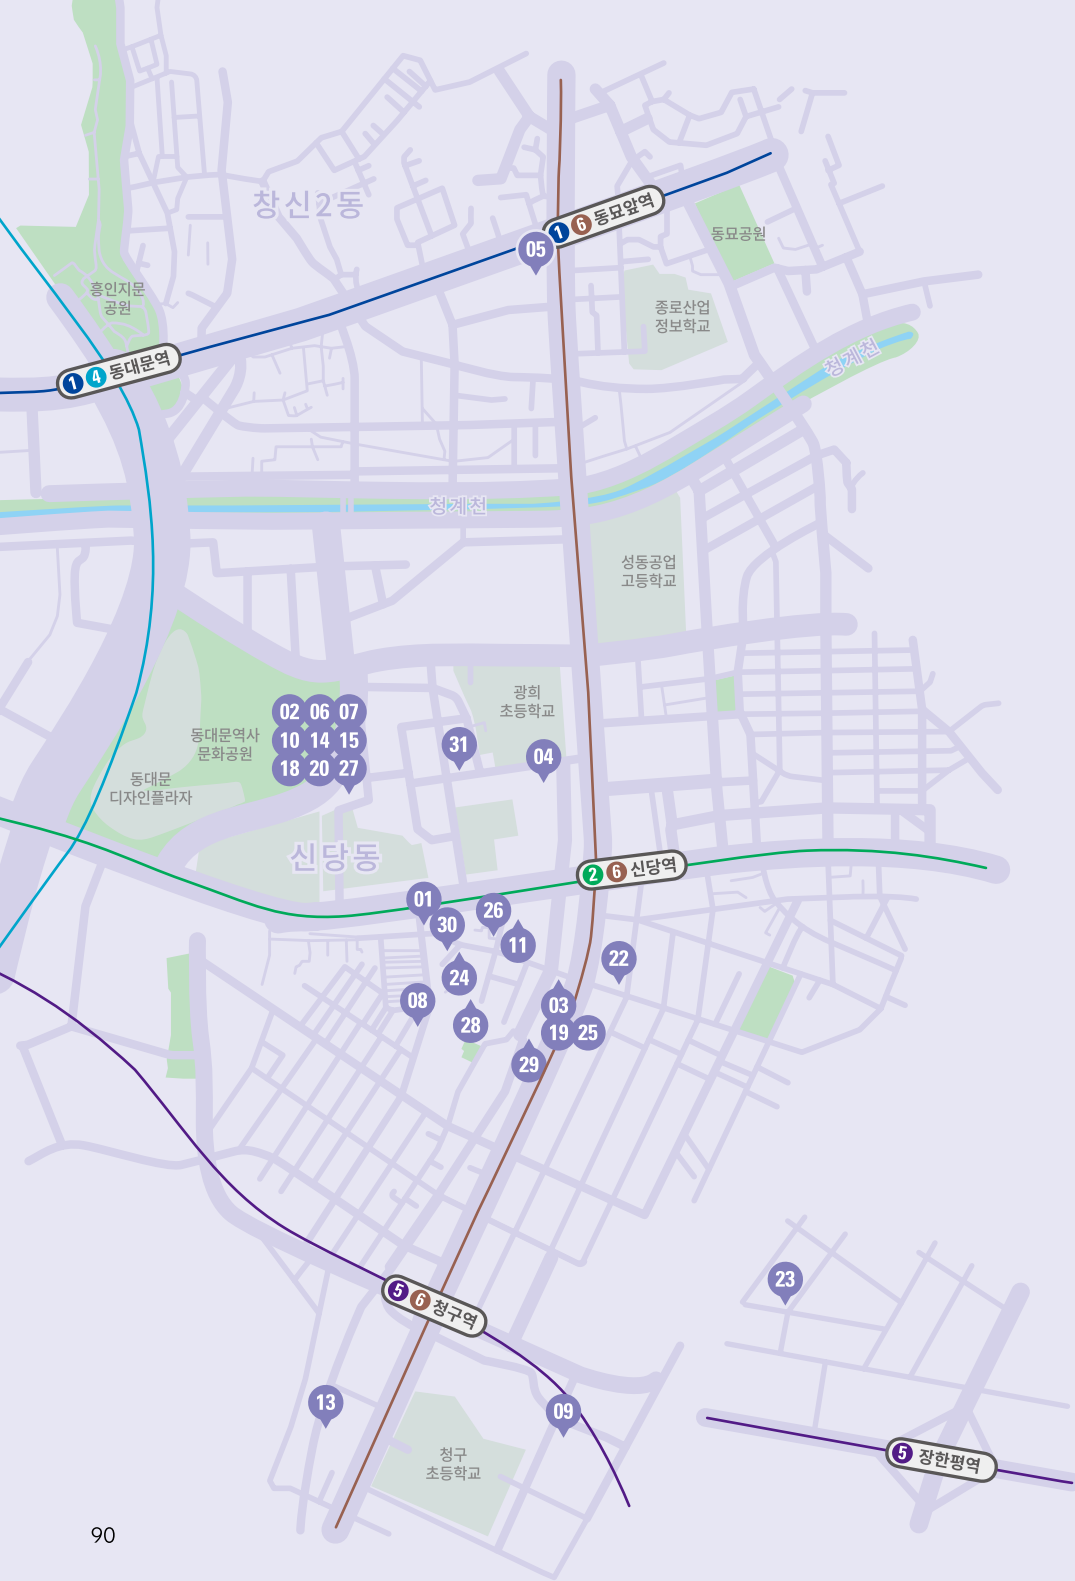 창신2동
1 6 동묘앞역
05
동묘공원
흥인지문
공원
종로산업
정보학교
청계천
1 4 동대문역
청계천
성동공업
고등학교
광희
초등학교
02 06 07
10 14 15
18 20 27
동대문역사
문화공원
31
04
동대문
디자인플라자
신당동
2 6 신당역
01
26
30
11
22
24
08
03
28
19 25
29
23
5 6 청구역
13
09
청구
초등학교
5 장한평역
90